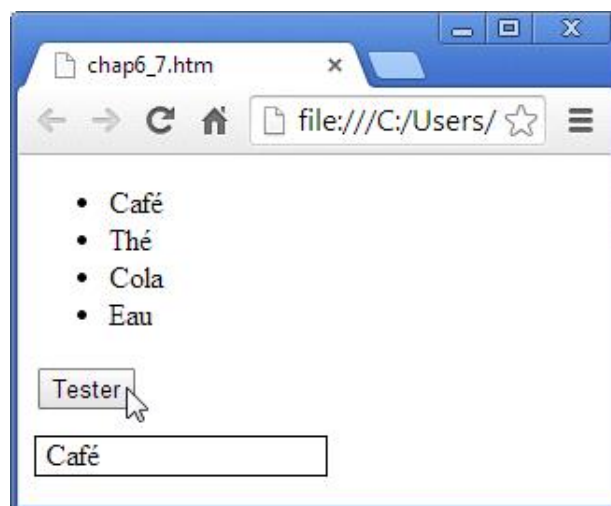 chap6_7.htm
file:///C:/Users/
Café
Thé
Cola
Eau
Tester
Café